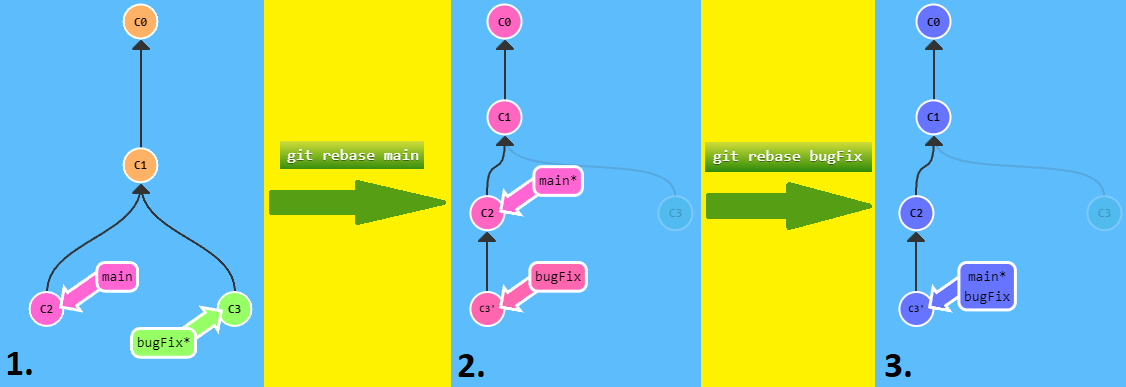 C0
C1
C2
main
C3
bugFix*
1.
git rebase main
C0
C1
main*
C2
C3
bugFix
C3'
2.
git rebase bugFix
C0
C1
C2
C3
main*
bugFix
C3'
3.